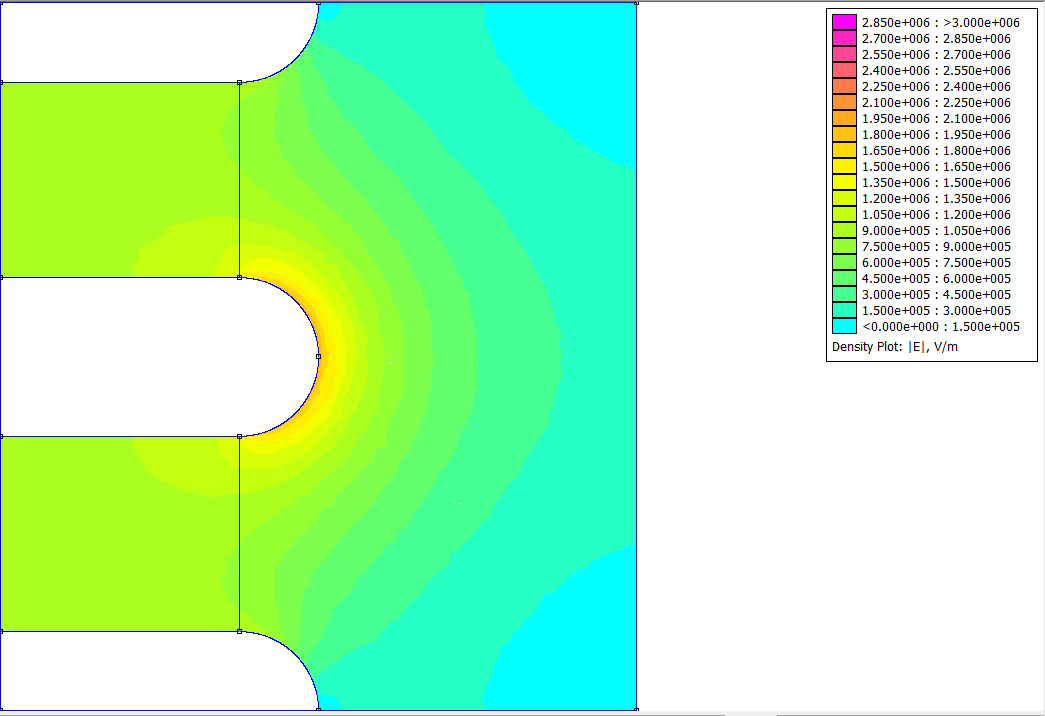 2.850e+006 : >3.000e+006
2.700e+006 : 2.850e+006
2.550e+006 : 2.700e+006
2.400e+006 : 2.550e+006
2.250e+006 : 2.400e+006
2.100e+006 : 2.250e+006
1.950e+006 : 2.100e+006
1.800e+006 : 1.950e+006
1.650e+006 : 1.800e+006
1.500e+006 : 1.650e+006
1.350e+006 : 1.500e+006
1.200e+006 : 1.350e+006
1.050e+006 : 1.200e+006
9.000e+005 : 1.050e+006
7.500e+005 : 9.000e+005
6.000e+005 : 7.500e+005
4.500e+005 : 6.000e+005
3.000e+005 : 4.500e+005
1.500e+005 : 3.000e+005
<0.000e+000 : 1.500e+005
Density Plot: |E|, V/m